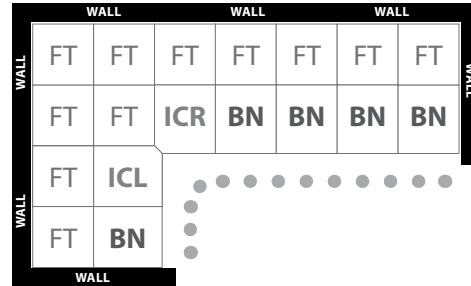 WALL WALL WALL
WALL FT FT FT FT FT FT FT WALL
FT FT ICR BN BN BN BN
WALL FT ICL
FT BN
WALL